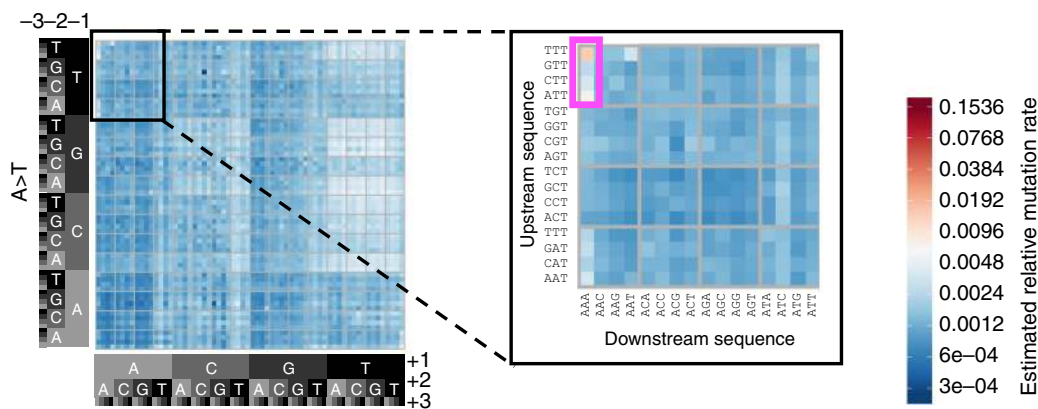 −3–2–1
A>T
T
G
C
A
T
T
G
C
A
G
T
G
C
A
C
T
G
C
A
A
A C G T
+1
A C G T A C G T A C G T A C G T
+2
+3
Upstream sequence
TTT
GTT
CTT
ATT
TGT
GGT
CGT
AGT
TCT
GCT
CCT
ACT
TTT
GAT
CAT
AAT
AAA
AAC
AAG
AAT
ACA
ACC
ACG
ACT
AGA
AGC
AGG
AGT
ATA
ATC
ATG
ATT
Downstream sequence
0.1536
0.0768
0.0384
0.0192
0.0096
0.0048
0.0024
0.0012
6e–04
3e–04
Estimated relative mutation rate